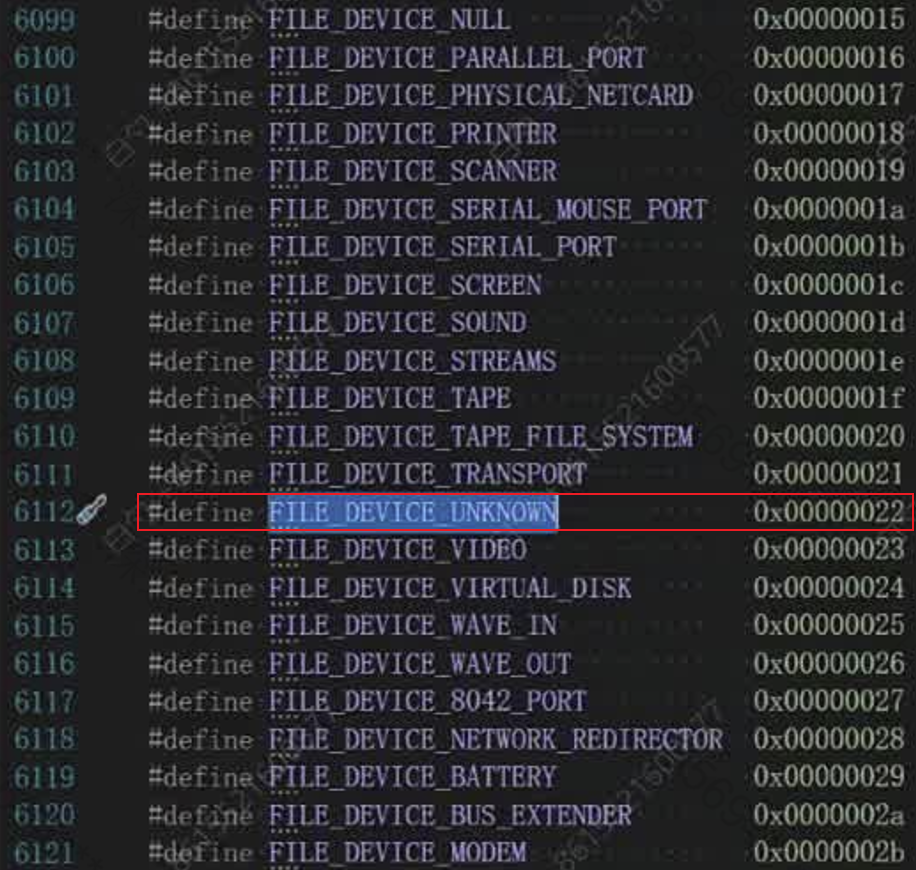 6099 #define FILE_DEVICE_NULL 0x00000015
6100 #define FILE_DEVICE_PARALLEL_PORT 0x00000016
6101 #define FILE_DEVICE_PHYSICAL_NETCARD 0x00000017
6102 #define FILE_DEVICE_PRINTER 0x00000018
6103 #define FILE_DEVICE_SCANNER 0x00000019
6104 #define FILE_DEVICE_SERIAL_MOUSE_PORT 0x0000001a
6105 #define FILE_DEVICE_SERIAL_PORT 0x0000001b
6106 #define FILE_DEVICE_SCREEN 0x0000001c
6107 #define FILE_DEVICE_SOUND 0x0000001d
6108 #define FILE_DEVICE_STREAMS 0x0000001e
6109 #define FILE_DEVICE_TAPE 0x0000001f
6110 #define FILE_DEVICE_TAPE_FILE_SYSTEM 0x00000020
6111 #define FILE_DEVICE_TRANSPORT 0x00000021
6112 #define FILE_DEVICE_UNKNOWN 0x00000022
6113 #define FILE_DEVICE_VIDEO 0x00000023
6114 #define FILE_DEVICE_VIRTUAL_DISK 0x00000024
6115 #define FILE_DEVICE_WAVE_IN 0x00000025
6116 #define FILE_DEVICE_WAVE_OUT 0x00000026
6117 #define FILE_DEVICE_8042_PORT 0x00000027
6118 #define FILE_DEVICE_NETWORK_REDIRECTOR 0x00000028
6119 #define FILE_DEVICE_BATTERY 0x00000029
6120 #define FILE_DEVICE_BUS_EXTENDER 0x0000002a
6121 #define FILE_DEVICE_MODEM 0x0000002b